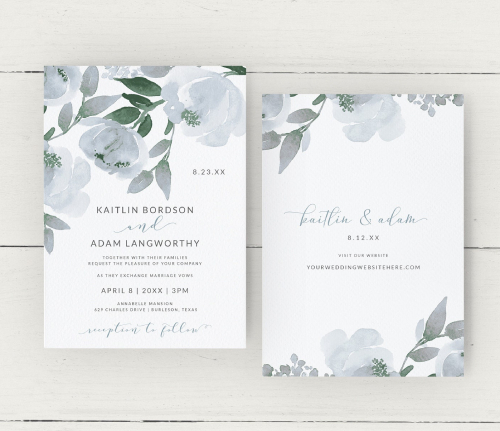 8.23.XX
KAITLIN BORDSON
and
ADAM LANGWORTHY
TOGETHER WITH THEIR FAMILIES
REQUEST THE PLEASURE OF YOUR COMPANY
AS THEY EXCHANGE MARRIAGE VOWS
APRIL 8 | 20XX | 3PM
ANNABELLE MANSION
529 CHARLES DRIVE | BURLESON, TEXAS
reception to follow
kaitlin & adam
8.12.XX
VISIT OUR WEBSITE
YOURWEDDINGWEBSITEHERE.COM